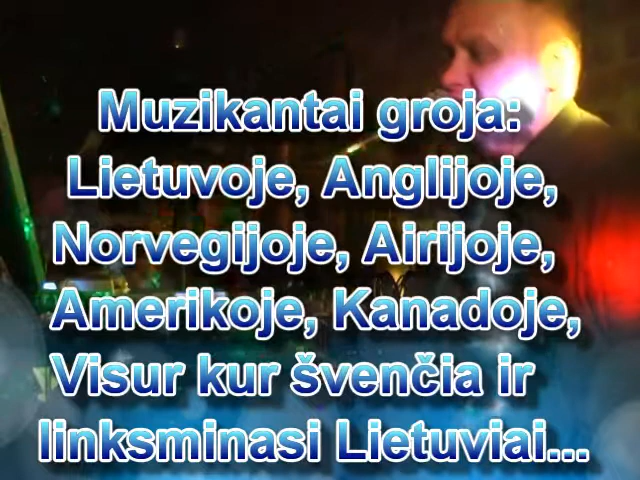 Muzikantai groja:
Lietuvoje, Anglijoje,
Norvegijoje, Airijoje,
Amerikoje, Kanadoje,
Visur kur švenčia ir
linksminasi Lietuviai...